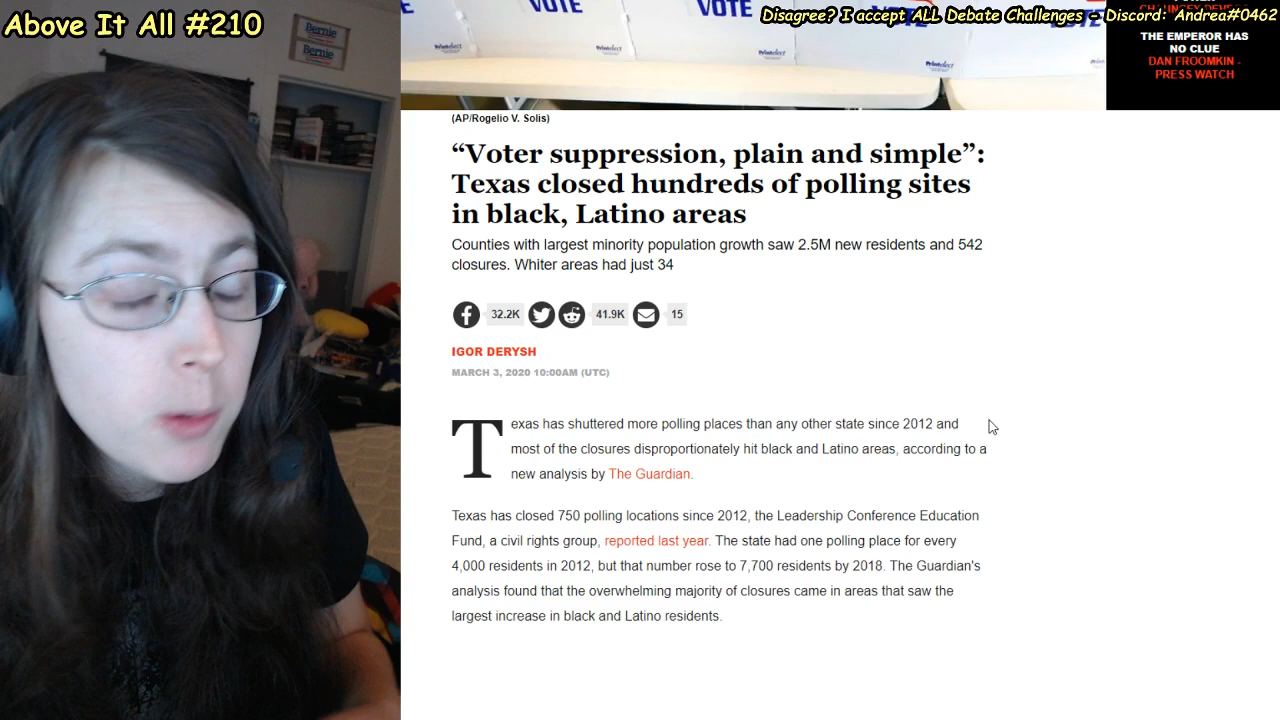 Above It All #210
Disagree? I accept ALL Debate Challenges - Discord: Andrea#0462
Bernie
Bernie
VOTE
VOTE
VOTE
Printelect
Printelect
Printelect
THE EMPEROR HAS
NO CLUE
DAN FROOMKIN -
PRESS WATCH
(AP/Rogelio V. Solis)
“Voter suppression, plain and simple”:
Texas closed hundreds of polling sites
in black, Latino areas
Counties with largest minority population growth saw 2.5M new residents and 542
closures. Whiter areas had just 34
32.2K
41.9K
15
IGOR DERYSH
MARCH 3, 2020 10:00AM (UTC)
Texas has shuttered more polling places than any other state since 2012 and
most of the closures disproportionately hit black and Latino areas, according to a
new analysis by The Guardian.
Texas has closed 750 polling locations since 2012, the Leadership Conference Education
Fund, a civil rights group, reported last year. The state had one polling place for every
4,000 residents in 2012, but that number rose to 7,700 residents by 2018. The Guardian's
analysis found that the overwhelming majority of closures came in areas that saw the
largest increase in black and Latino residents.